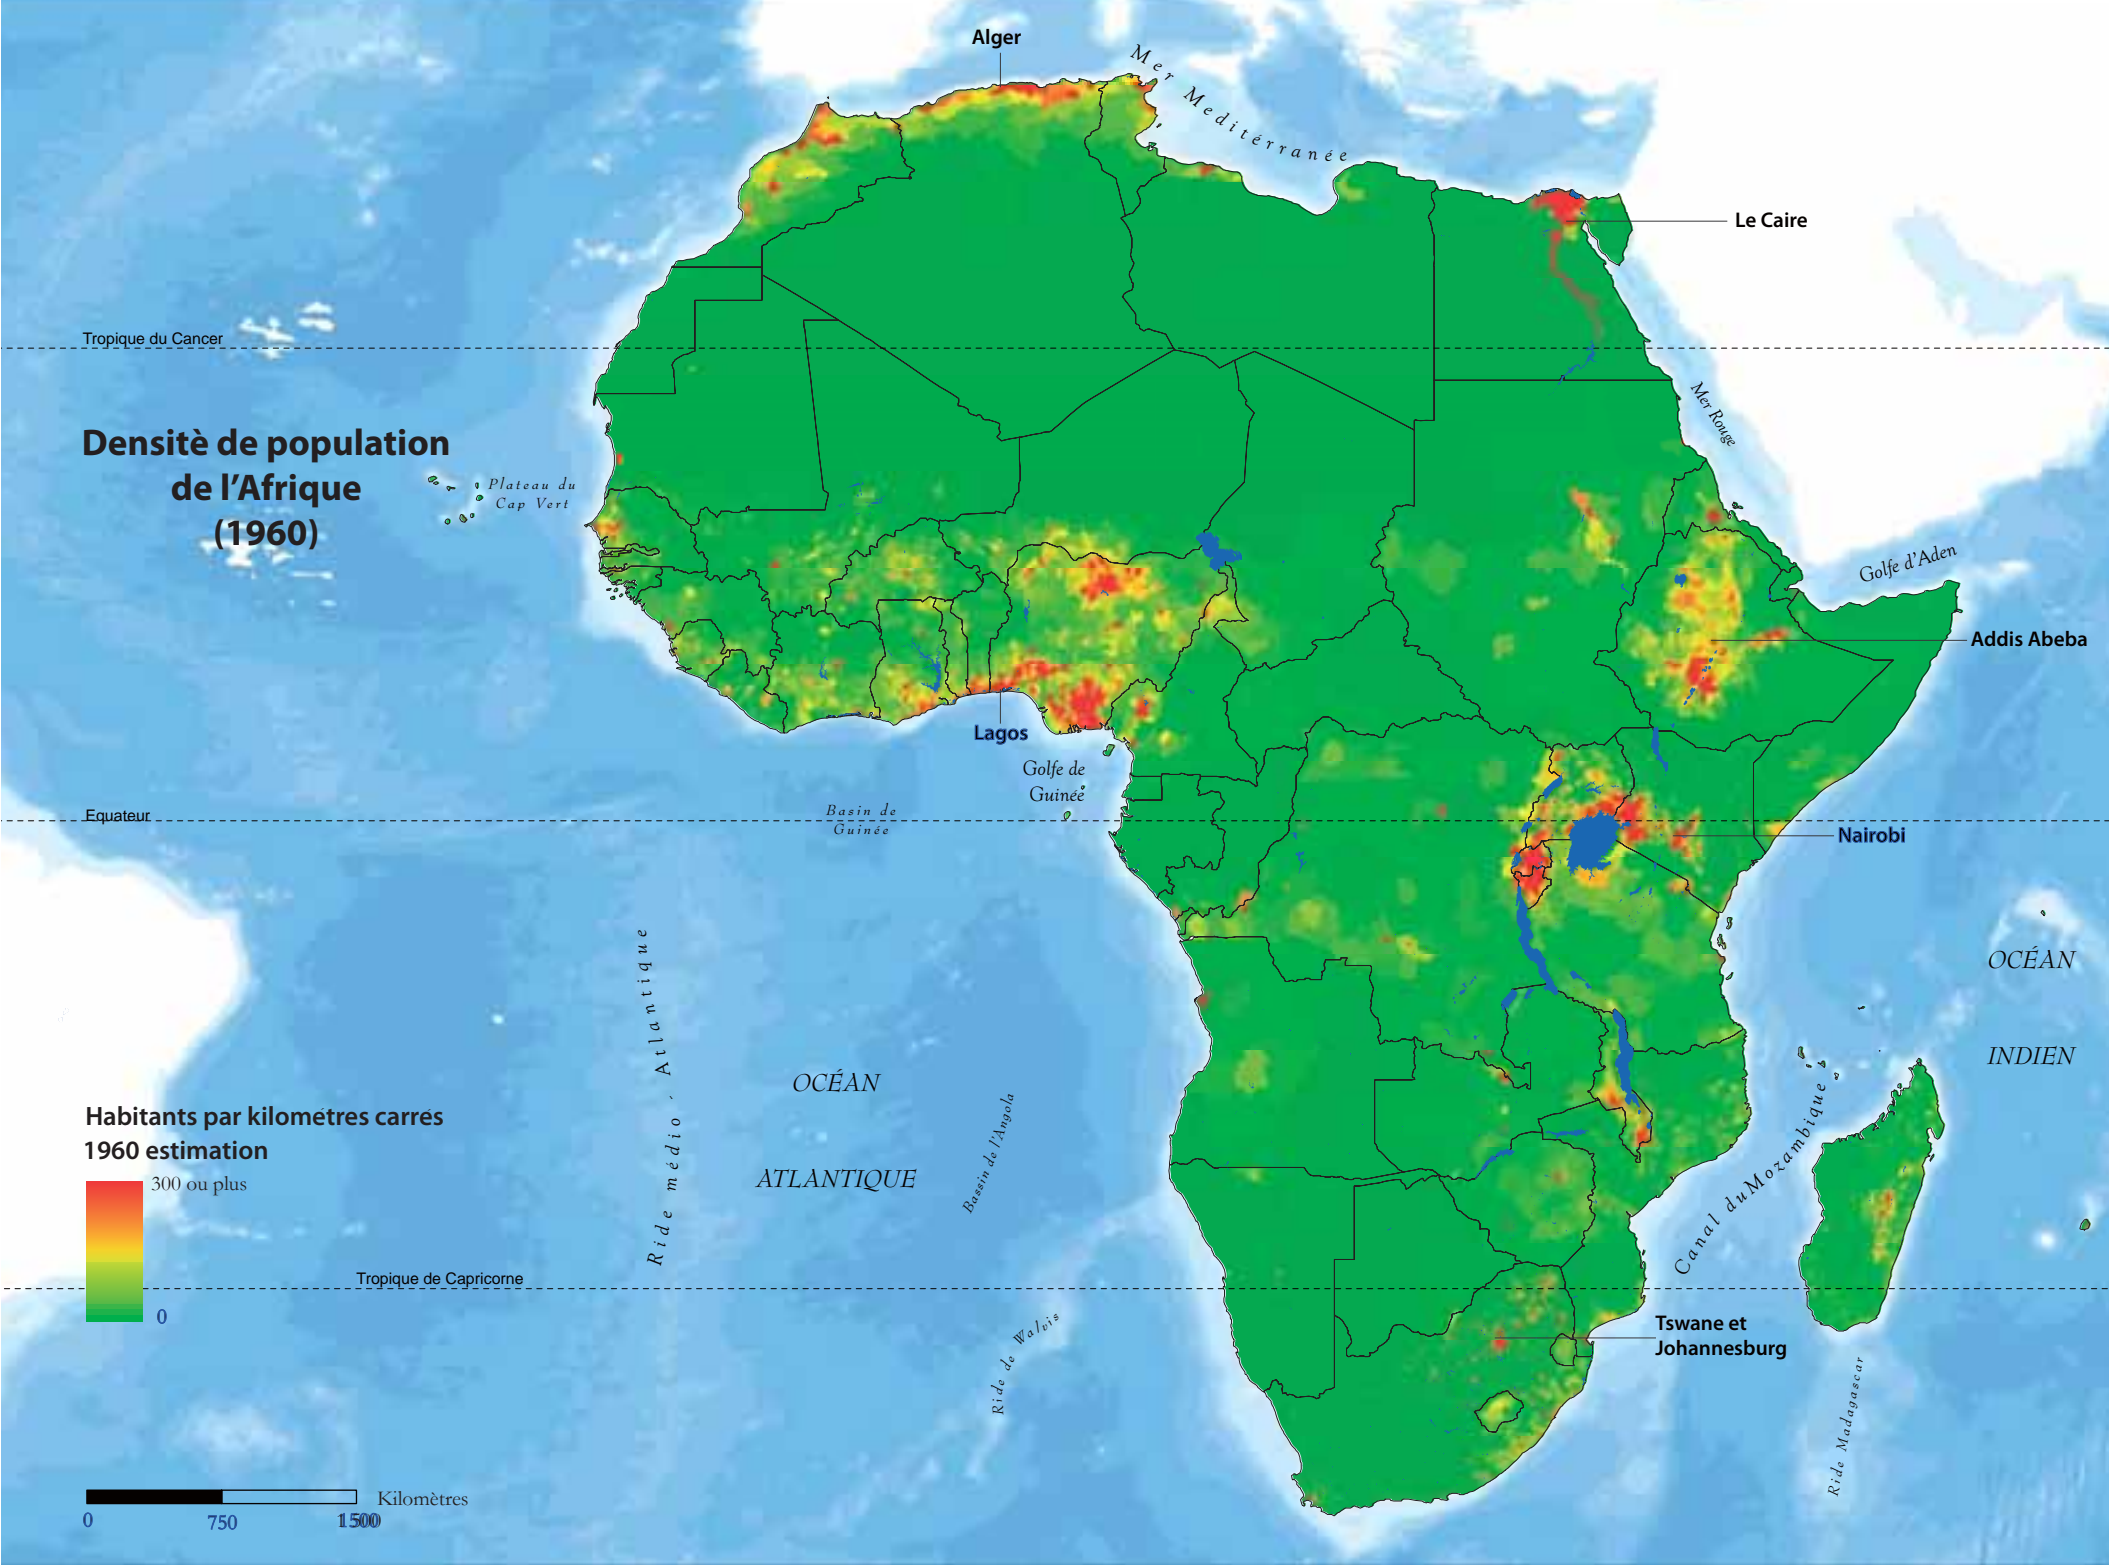 Alger
Mer Meditérranée
Le Caire
Tropique du Cancer
Mer Rouge
Densitè de population
de l'Afrique
(1960)
Plateau du
Cap Vert
Golfe d'Aden
Addis Abeba
Lagos
Golfe de
Guinée
Basin de
Guinée
Equateur
Nairobi
OCÉAN
INDIEN
Ride médio - Atlantique
OCÉAN
ATLANTIQUE
Bassin de l'Angola
Canal du Mozambique
Habitants par kilométres carrés
1960 estimation
300 ou plus
0
Tropique de Capricorne
Ride de Walvis
Tswane et
Johannesburg
Ride Madagascar
Kilomètres
0 750 1500